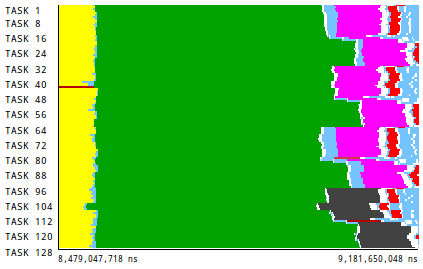 TASK 1
TASK 8
TASK 16
TASK 24
TASK 32
TASK 40
TASK 48
TASK 56
TASK 64
TASK 72
TASK 80
TASK 88
TASK 96
TASK 104
TASK 112
TASK 120
TASK 128
8,479,047,718 ns 9,181,650,048 ns